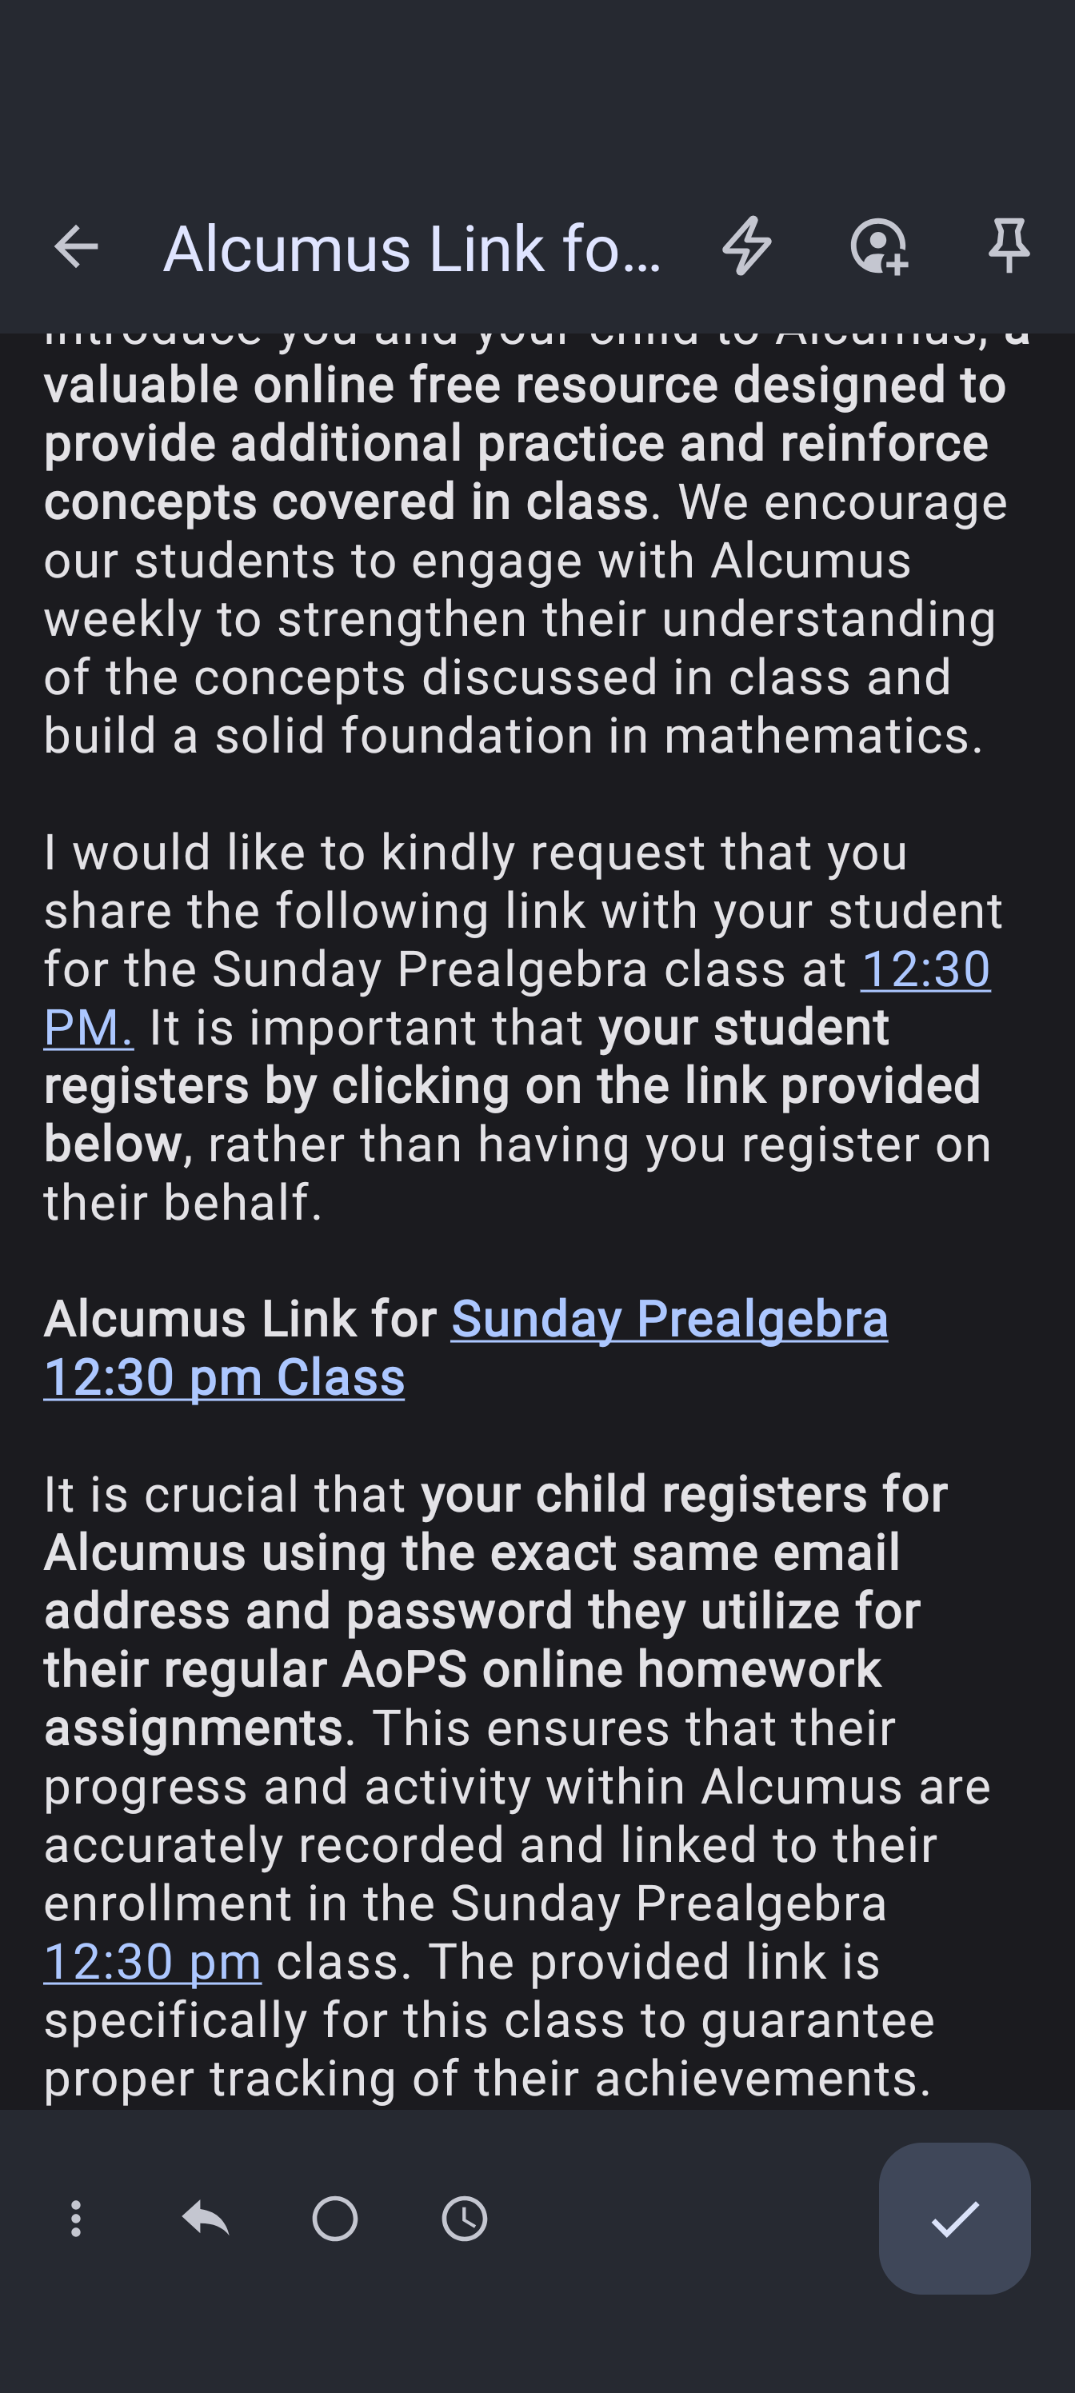 Alcumus Link fo...
introduce you and your child to Alcumus, a
valuable online free resource designed to
provide additional practice and reinforce
concepts covered in class. We encourage
our students to engage with Alcumus
weekly to strengthen their understanding
of the concepts discussed in class and
build a solid foundation in mathematics.
I would like to kindly request that you
share the following link with your student
for the Sunday Prealgebra class at 12:30
PM. It is important that your student
registers by clicking on the link provided
below, rather than having you register on
their behalf.
Alcumus Link for Sunday Prealgebra
12:30 pm Class
It is crucial that your child registers for
Alcumus using the exact same email
address and password they utilize for
their regular AoPS online homework
assignments. This ensures that their
progress and activity within Alcumus are
accurately recorded and linked to their
enrollment in the Sunday Prealgebra
12:30 pm class. The provided link is
specifically for this class to guarantee
proper tracking of their achievements.